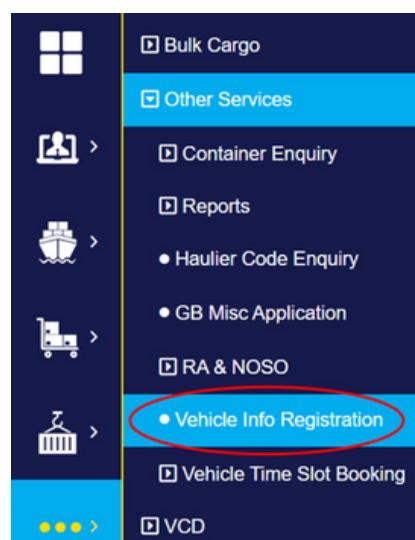 Bulk Cargo
Other Services
Container Enquiry
Reports
Haulier Code Enquiry
GB Misc Application
RA & NOSO
Vehicle Info Registration
Vehicle Time Slot Booking
VCD